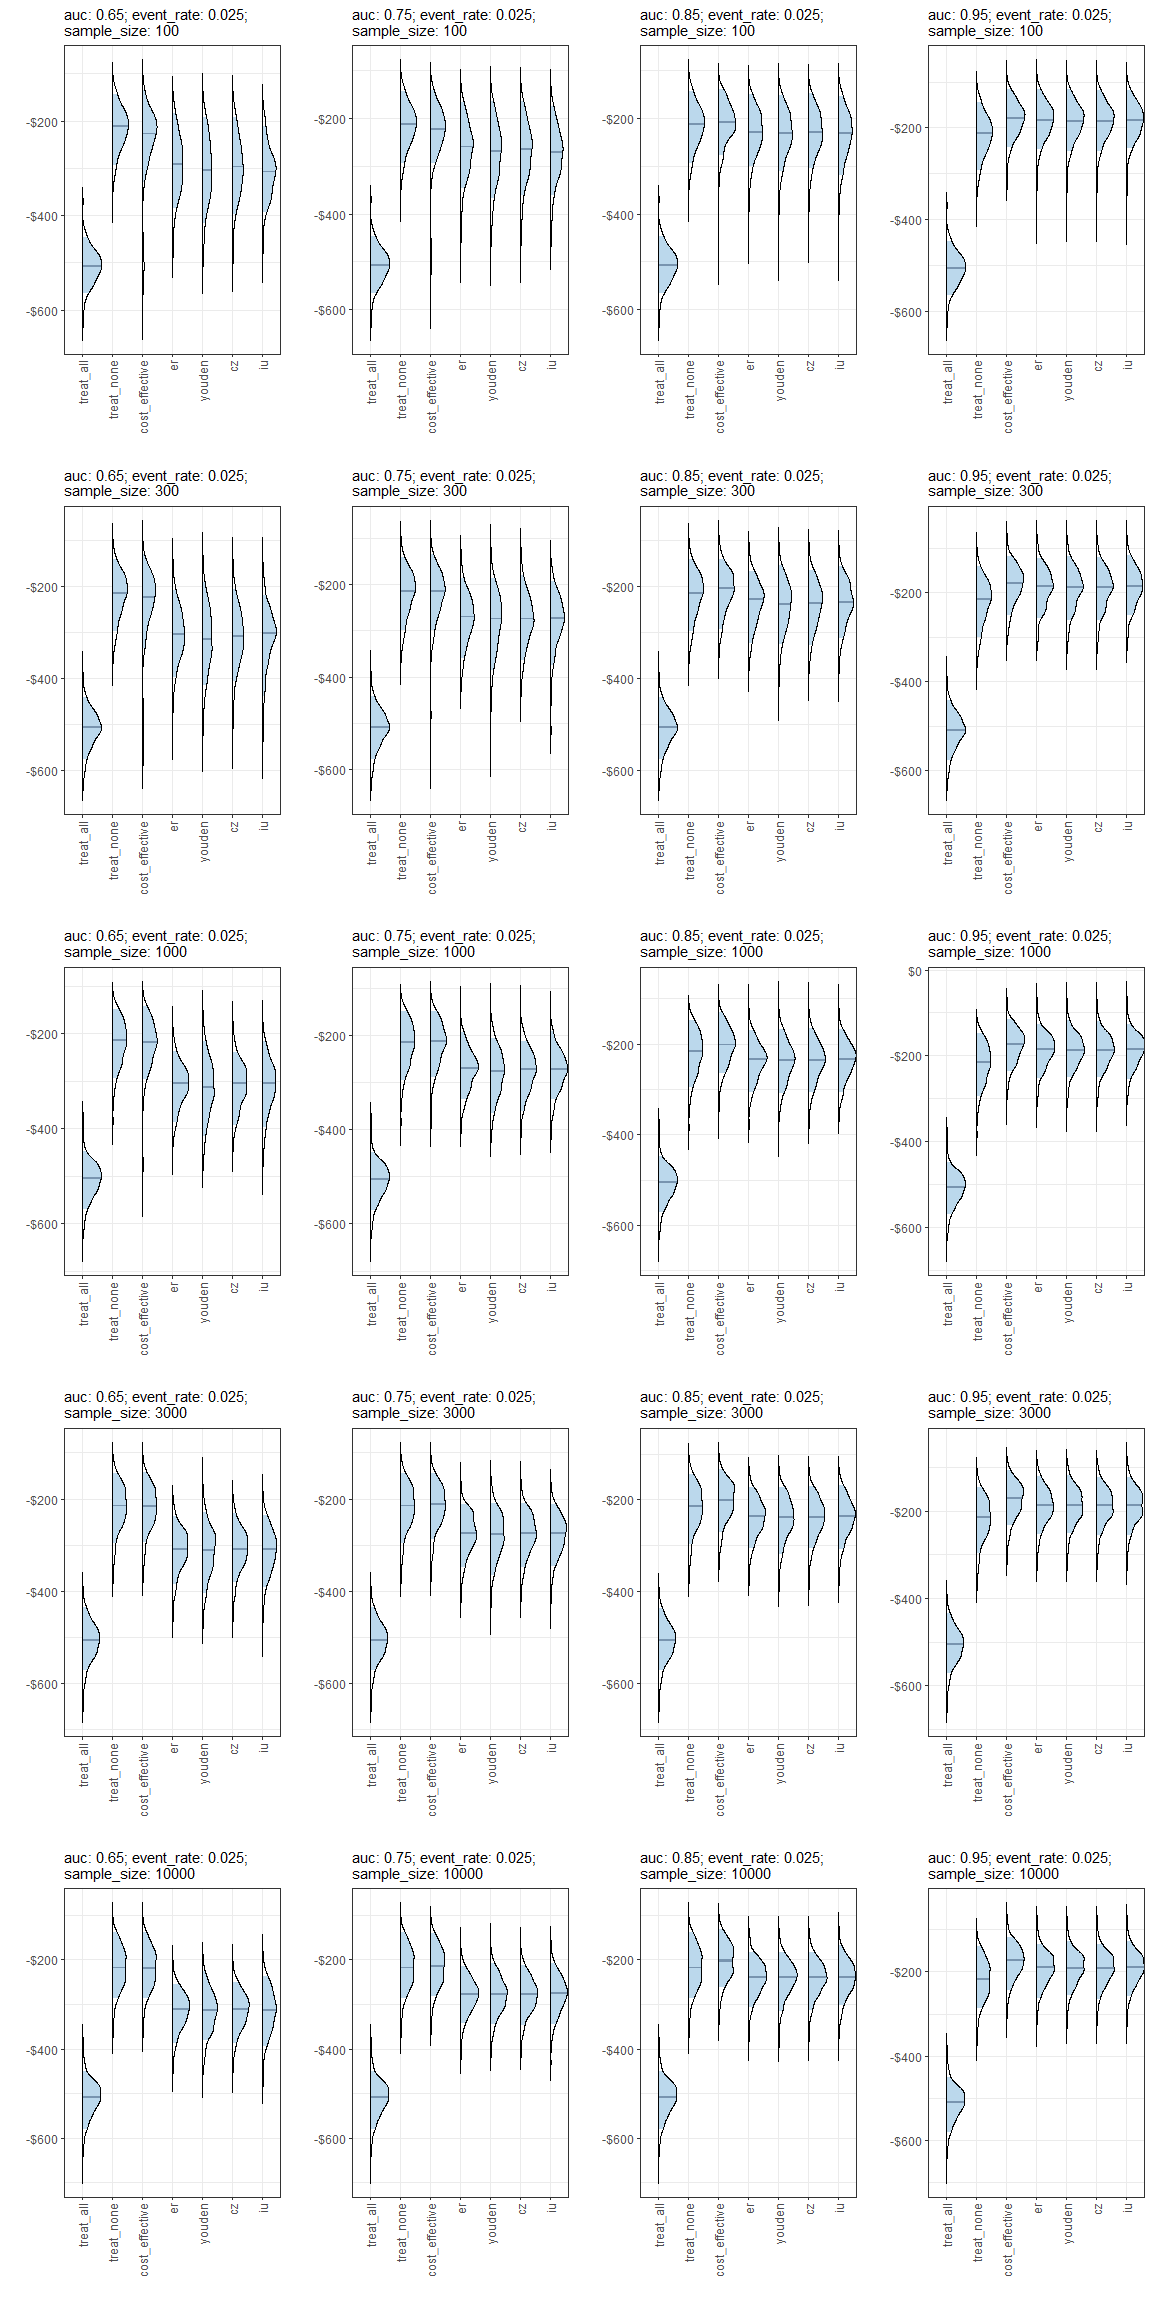 auc: 0.65; event_rate: 0.025;
sample_size: 100
auc: 0.75; event_rate: 0.025;
sample_size: 100
auc: 0.85; event_rate: 0.025;
sample_size: 100
auc: 0.95; event_rate: 0.025;
sample_size: 100
-$200
-$400
-$600
-$200
-$400
-$600
-$200
-$400
-$600
-$200
-$400
-$600
treat_all
treat_none
cost_effective
er
youden
cz
iu
treat_all
treat_none
cost_effective
er
youden
cz
iu
treat_all
treat_none
cost_effective
er
youden
cz
iu
treat_all
treat_none
cost_effective
er
youden
cz
iu
auc: 0.65; event_rate: 0.025;
sample_size: 300
auc: 0.75; event_rate: 0.025;
sample_size: 300
auc: 0.85; event_rate: 0.025;
sample_size: 300
auc: 0.95; event_rate: 0.025;
sample_size: 300
-$200
-$400
-$600
-$200
-$400
-$600
-$200
-$400
-$600
-$200
-$400
-$600
treat_all
treat_none
cost_effective
er
youden
cz
iu
treat_all
treat_none
cost_effective
er
youden
cz
iu
treat_all
treat_none
cost_effective
er
youden
cz
iu
treat_all
treat_none
cost_effective
er
youden
cz
iu
auc: 0.65; event_rate: 0.025;
sample_size: 1000
auc: 0.75; event_rate: 0.025;
sample_size: 1000
auc: 0.85; event_rate: 0.025;
sample_size: 1000
auc: 0.95; event_rate: 0.025;
sample_size: 1000
-$200
-$400
-$600
-$200
-$400
-$600
-$200
-$400
-$600
$0
-$200
-$400
-$600
treat_all
treat_none
cost_effective
er
youden
cz
iu
treat_all
treat_none
cost_effective
er
youden
cz
iu
treat_all
treat_none
cost_effective
er
youden
cz
iu
treat_all
treat_none
cost_effective
er
youden
cz
iu
auc: 0.65; event_rate: 0.025;
sample_size: 3000
auc: 0.75; event_rate: 0.025;
sample_size: 3000
auc: 0.85; event_rate: 0.025;
sample_size: 3000
auc: 0.95; event_rate: 0.025;
sample_size: 3000
-$200
-$400
-$600
-$200
-$400
-$600
-$200
-$400
-$600
-$200
-$400
-$600
treat_all
treat_none
cost_effective
er
youden
cz
iu
treat_all
treat_none
cost_effective
er
youden
cz
iu
treat_all
treat_none
cost_effective
er
youden
cz
iu
treat_all
treat_none
cost_effective
er
youden
cz
iu
auc: 0.65; event_rate: 0.025;
sample_size: 10000
auc: 0.75; event_rate: 0.025;
sample_size: 10000
auc: 0.85; event_rate: 0.025;
sample_size: 10000
auc: 0.95; event_rate: 0.025;
sample_size: 10000
-$200
-$400
-$600
-$200
-$400
-$600
-$200
-$400
-$600
-$200
-$400
-$600
treat_all
treat_none
cost_effective
er
youden
cz
iu
treat_all
treat_none
cost_effective
er
youden
cz
iu
treat_all
treat_none
cost_effective
er
youden
cz
iu
treat_all
treat_none
cost_effective
er
youden
cz
iu